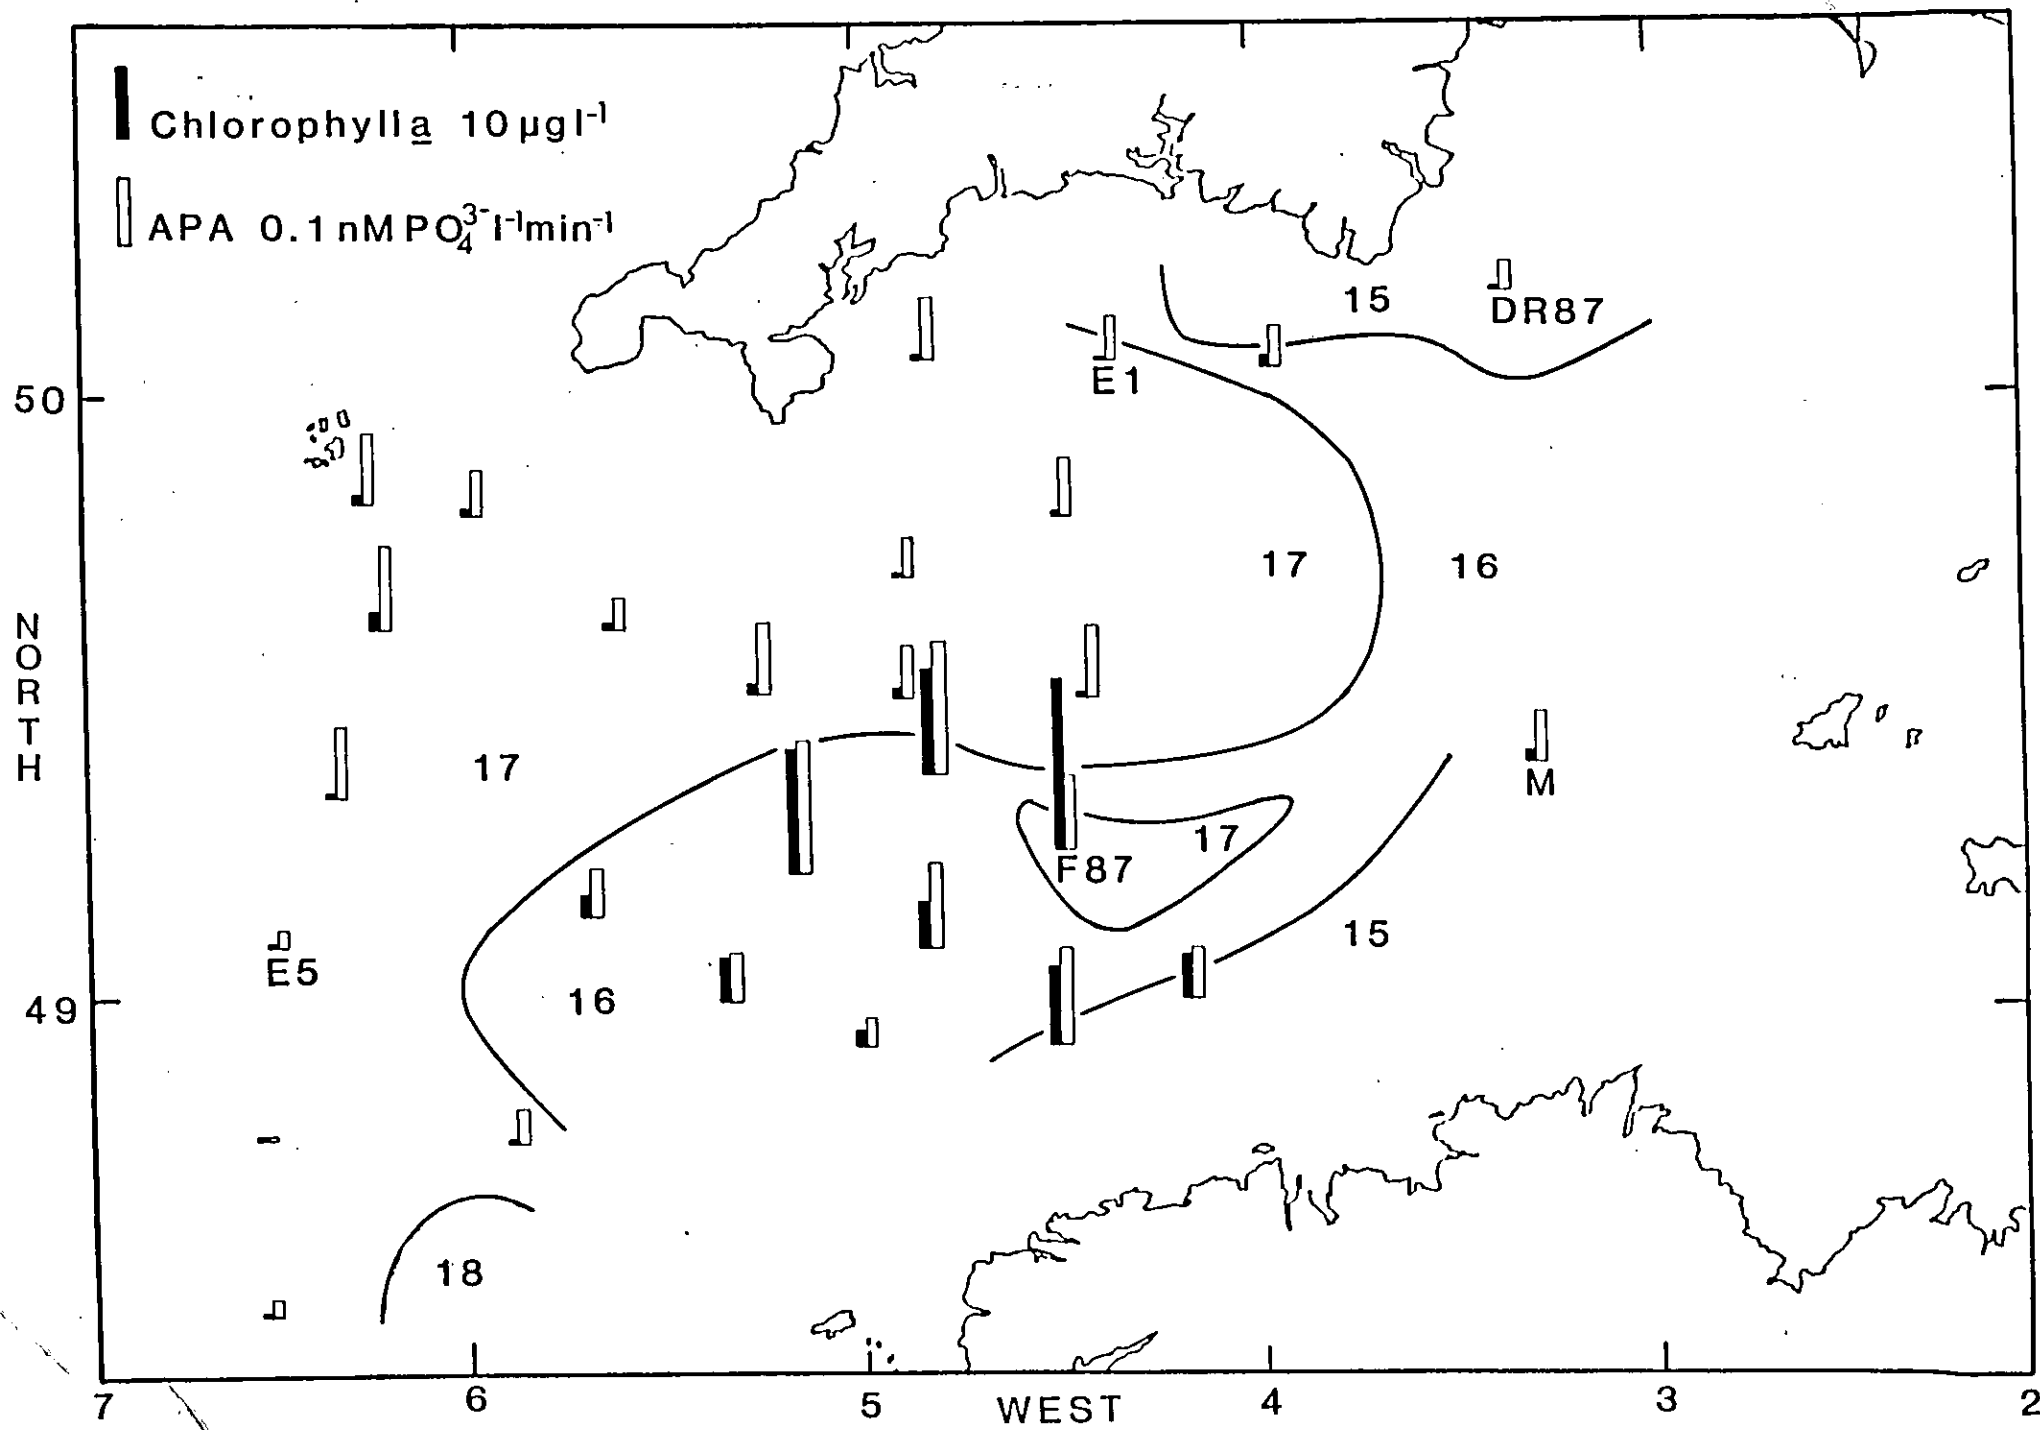 Chlorophyll a 10 µg l⁻¹
APA 0.1 nM PO₄³⁻ l⁻¹ min⁻¹
15
DR87
E1
50
17
16
NORTH
M
17
17
F87
15
E5
16
49
18
7
6
5
WEST
4
3
2